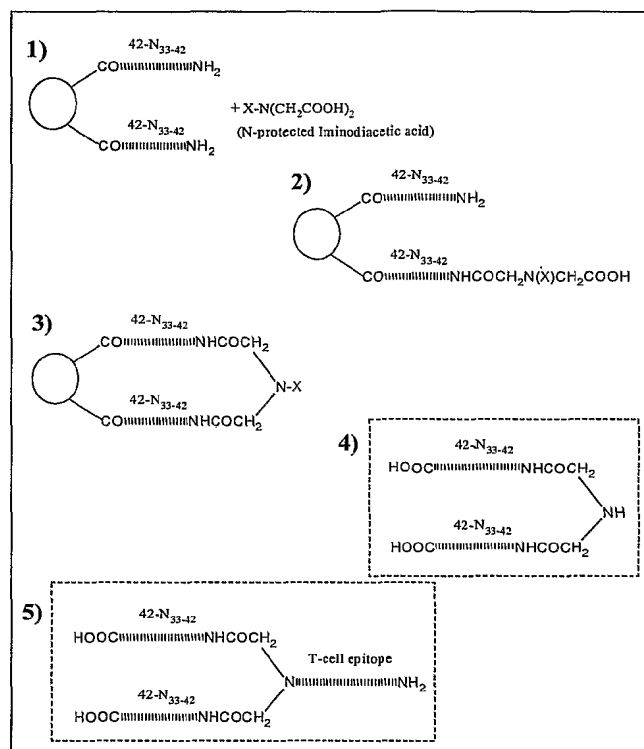 1)
42-N33-42
CO NH2
42-N33-42
CO NH2
+ X-N(CH2COOH)2
(N-protected Iminodiacetic acid)
2)
42-N33-42
CO NH2
42-N33-42
CO NHCOCH2N(X)CH2COOH
3)
42-N33-42
CO NHCOCH2
N-X
42-N33-42
CO NHCOCH2
4)
42-N33-42
HOOC NHCOCH2
NH
42-N33-42
HOOC NHCOCH2
5)
42-N33-42
HOOC NHCOCH2
T-cell epitope
N NH2
42-N33-42
HOOC NHCOCH2